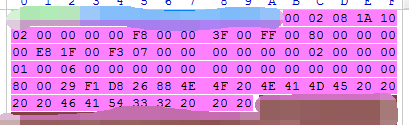 0 1 2 3 4 5 6 7 8 9 A B C D E F
00 02 08 1A 10
02 00 00 00 00 F8 00 00 3F 00 FF 00 80 00 00 00
00 E8 1F 00 F3 07 00 00 00 00 00 00 02 00 00 00
01 00 06 00 00 00 00 00 00 00 00 00 00 00 00 00
80 00 29 F1 D8 26 88 4E 4F 20 4E 41 4D 45 20 20
20 20 46 41 54 33 32 20 20 20